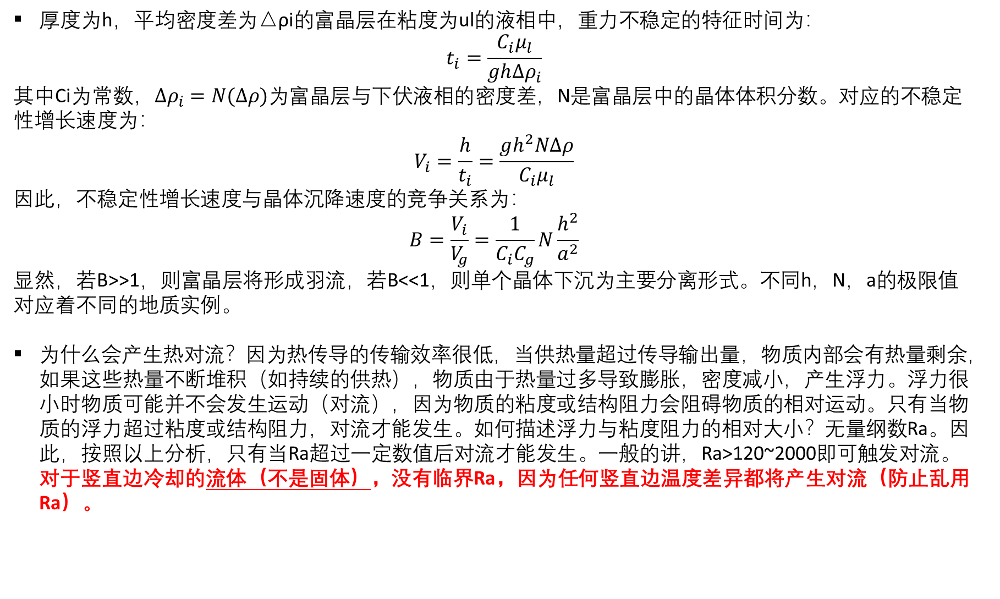 ▪ 厚度为h，平均密度差为△ρi的富晶层在粘度为ul的液相中，重力不稳定的特征时间为：
$t_i = \frac{C_i \mu_l}{gh\Delta\rho_i}$
其中Ci为常数，$\Delta\rho_i = N(\Delta\rho)$为富晶层与下伏液相的密度差，N是富晶层中的晶体体积分数。对应的不稳定
性增长速度为：
$V_i = \frac{h}{t_i} = \frac{gh^2 N\Delta\rho}{C_i \mu_l}$
因此，不稳定性增长速度与晶体沉降速度的竞争关系为：
$B = \frac{V_i}{V_g} = \frac{1}{C_i C_g} N \frac{h^2}{a^2}$
显然，若B>>1，则富晶层将形成羽流，若B<<1，则单个晶体下沉为主要分离形式。不同h，N，a的极限值
对应着不同的地质实例。
▪ 为什么会产生热对流？因为热传导的传输效率很低，当供热量超过传导输出量，物质内部会有热量剩余，
如果这些热量不断堆积（如持续的供热），物质由于热量过多导致膨胀，密度减小，产生浮力。浮力很
小时物质可能并不会发生运动（对流），因为物质的粘度或结构阻力会阻碍物质的相对运动。只有当物
质的浮力超过粘度或结构阻力，对流才能发生。如何描述浮力与粘度阻力的相对大小？无量纲数Ra。因
此，按照以上分析，只有当Ra超过一定数值后对流才能发生。一般的讲，Ra>120~2000即可触发对流。
对于竖直边冷却的流体（不是固体），没有临界Ra，因为任何竖直边温度差异都将产生对流（防止乱用
Ra）。